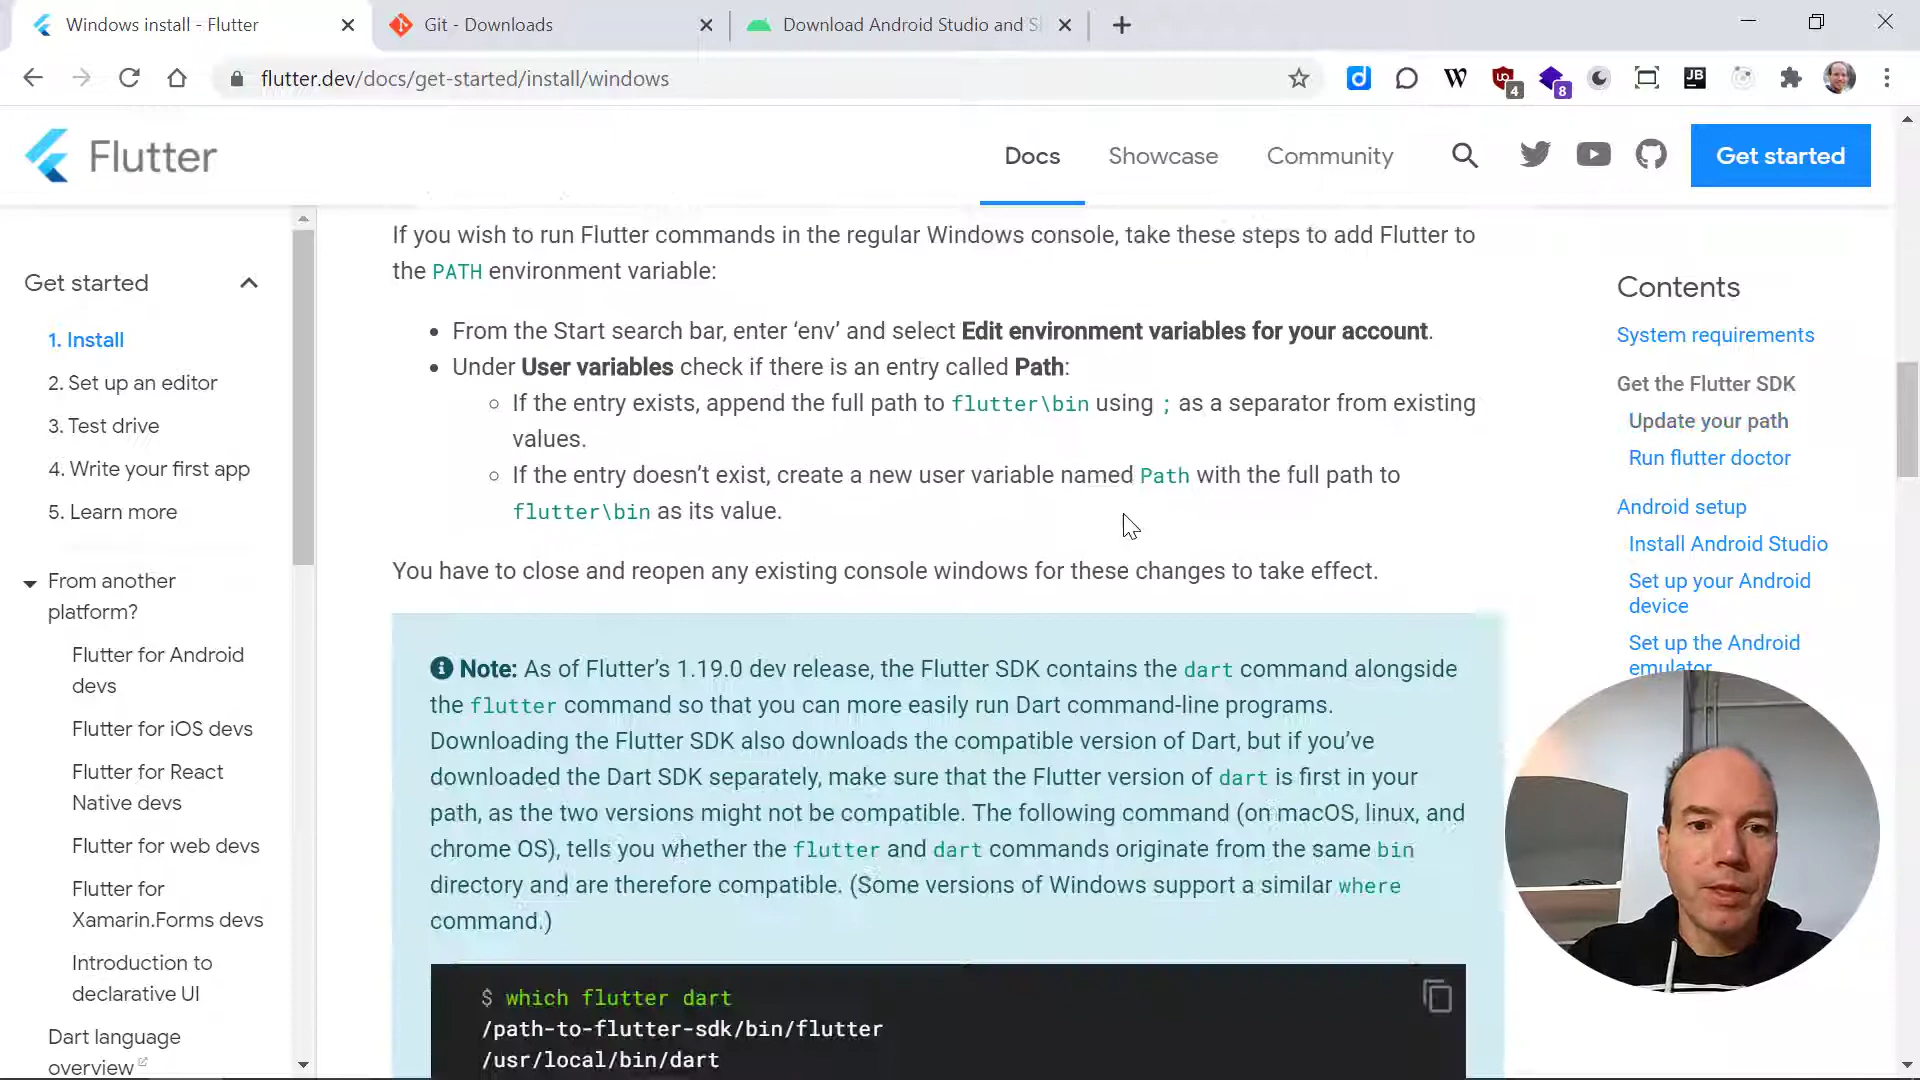 Windows install - Flutter
Git - Downloads
Download Android Studio and S
flutter.dev/docs/get-started/install/windows
4
8
JB
Flutter
Docs
Showcase
Community
Get started
Get started
1. Install
2. Set up an editor
3. Test drive
4. Write your first app
5. Learn more
From another
platform?
Flutter for Android
devs
Flutter for iOS devs
Flutter for React
Native devs
Flutter for web devs
Flutter for
Xamarin.Forms devs
Introduction to
declarative UI
Dart language
overview
If you wish to run Flutter commands in the regular Windows console, take these steps to add Flutter to
the PATH environment variable:
From the Start search bar, enter ‘env’ and select Edit environment variables for your account.
Under User variables check if there is an entry called Path:
If the entry exists, append the full path to flutter\bin using ; as a separator from existing
values.
If the entry doesn’t exist, create a new user variable named Path with the full path to
flutter\bin as its value.
You have to close and reopen any existing console windows for these changes to take effect.
Note: As of Flutter’s 1.19.0 dev release, the Flutter SDK contains the dart command alongside
the flutter command so that you can more easily run Dart command-line programs.
Downloading the Flutter SDK also downloads the compatible version of Dart, but if you’ve
downloaded the Dart SDK separately, make sure that the Flutter version of dart is first in your
path, as the two versions might not be compatible. The following command (on macOS, linux, and
chrome OS), tells you whether the flutter and dart commands originate from the same bin
directory and are therefore compatible. (Some versions of Windows support a similar where
command.)
$ which flutter dart
/path-to-flutter-sdk/bin/flutter
/usr/local/bin/dart
Contents
System requirements
Get the Flutter SDK
Update your path
Run flutter doctor
Android setup
Install Android Studio
Set up your Android
device
Set up the Android
emulator